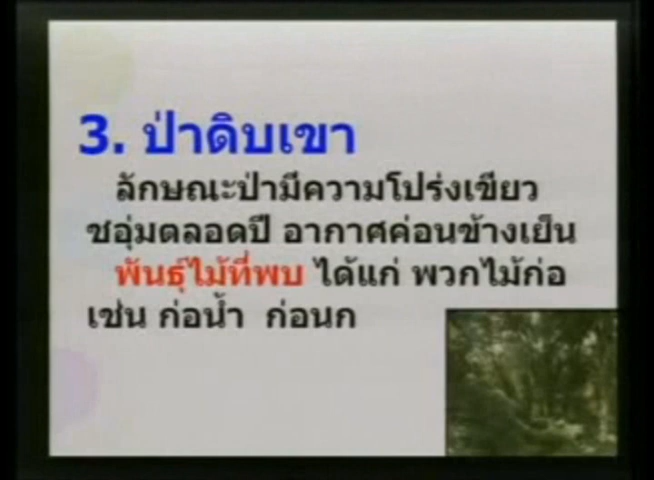 3. ป่าดิบเขา
ลักษณะป่ามีความโปร่งเขียว
ชอุ่มตลอดปี อากาศค่อนข้างเย็น
พันธุ์ไม้ที่พบ ได้แก่ พวกไม้ก่อ
เช่น ก่อน้ำ ก่อนก